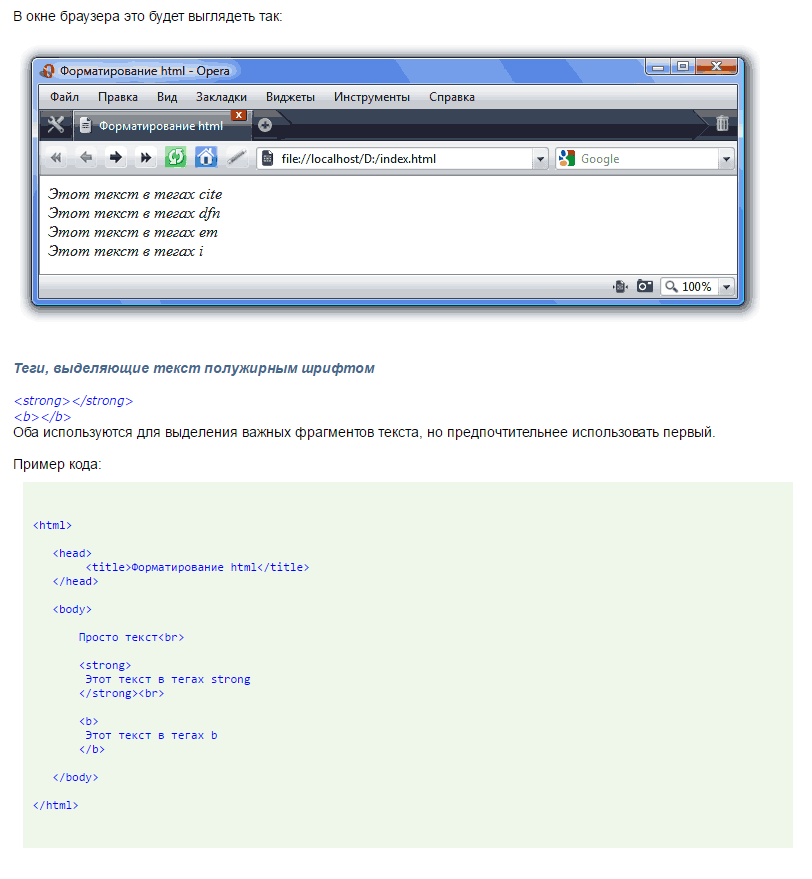 В окне браузера это будет выглядеть так:
Форматирование html - Opera
Файл Правка Вид Закладки Виджеты Инструменты Справка
Форматирование html
file://localhost/D:/index.html Google
Этот текст в тегах cite
Этот текст в тегах dfn
Этот текст в тегах em
Этот текст в тегах i
100%
Теги, выделяющие текст полужирным шрифтом
<strong></strong>
<b></b>
Оба используются для выделения важных фрагментов текста, но предпочтительнее использовать первый.
Пример кода:
<html>
<head>
<title>Форматирование html</title>
</head>
<body>
Просто текст<br>
<strong>
Этот текст в тегах strong
</strong><br>
<b>
Этот текст в тегах b
</b>
</body>
</html>